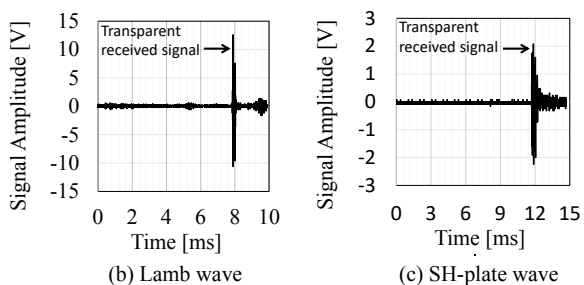 Signal Amplitude [V]
15
10
5
0
-5
-10
-15
Transparent
received signal
0 2 4 6 8 10
Time [ms]
(b) Lamb wave
Signal Amplitude [V]
3
2
1
0
-1
-2
-3
Transparent
received signal
0 3 6 9 12 15
Time [ms]
(c) SH-plate wave